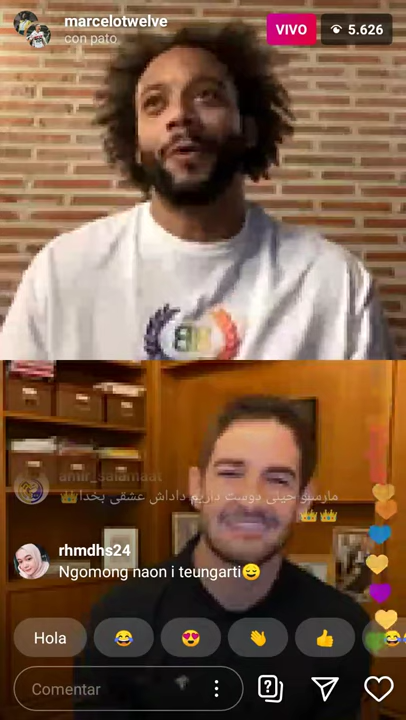 marcelotwelve
VIVO
5.626
con pato
amir_salamaat
مارسلو خیلی دوست داریم داداش عشقی بخدا👑
👑👑
rhmdhs24
Ngomong naon i teungarti😌
Hola
Comentar